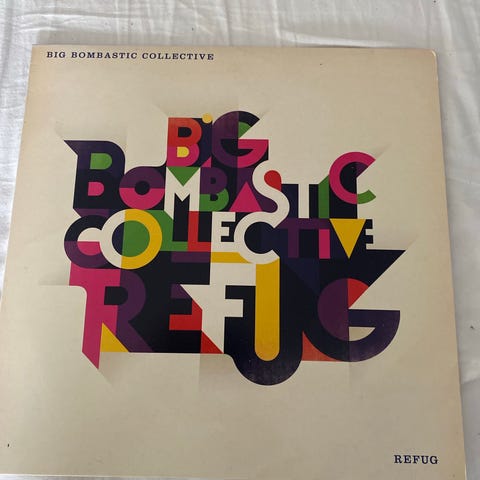 BIG BOMBASTIC COLLECTIVE
BIG
BOMBASTIC
COLLECTIVE
REFUG
REFUG